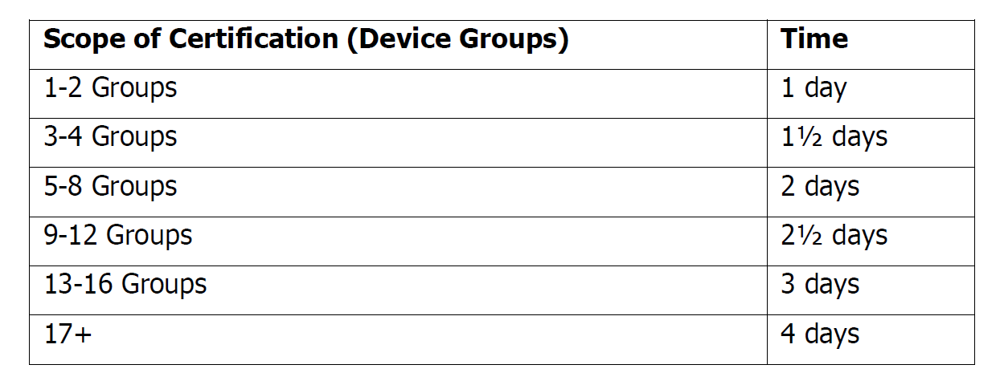 Scope of Certification (Device Groups) Time
1-2 Groups 1 day
3-4 Groups 1½ days
5-8 Groups 2 days
9-12 Groups 2½ days
13-16 Groups 3 days
17+ 4 days